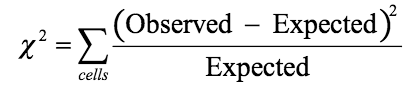 χ² = ∑ cells (Observed − Expected)² / Expected